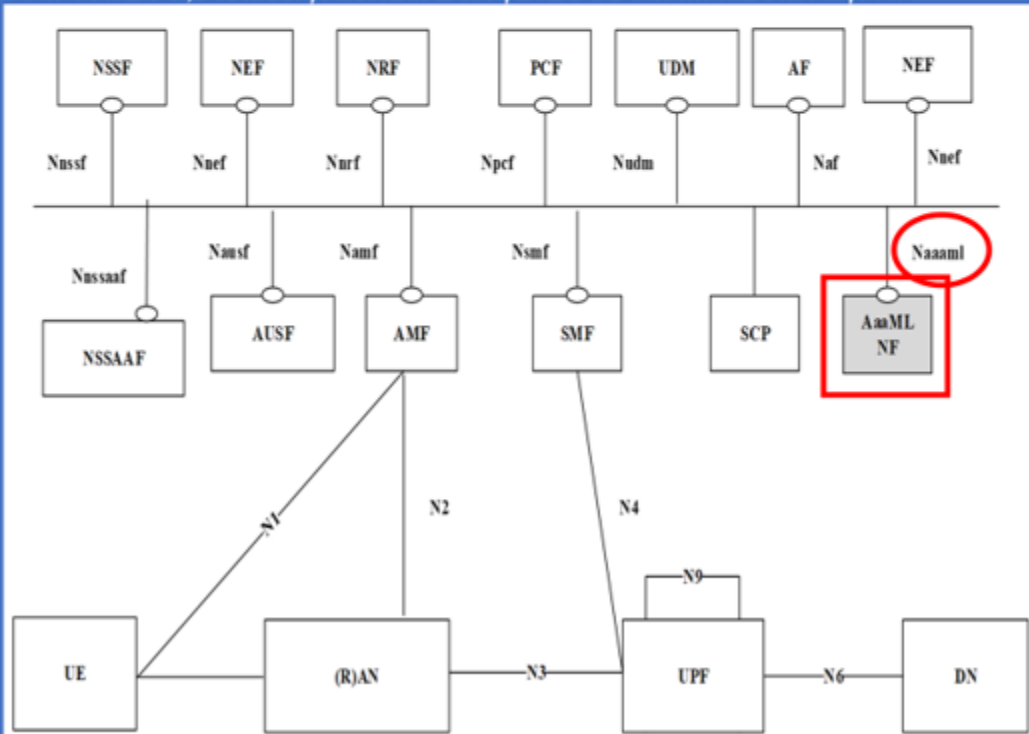 NSSF
NEF
NRF
PCF
UDM
AF
NEF
Nnssf
Nnef
Nnrf
Npcf
Nudm
Naf
Nnef
Nnssaaf
Nausf
Namf
Nsmf
Naaaml
NSSAAF
AUSF
AMF
SMF
SCP
AaaML
NF
N1
N2
N4
N9
UE
(R)AN
N3
UPF
N6
DN